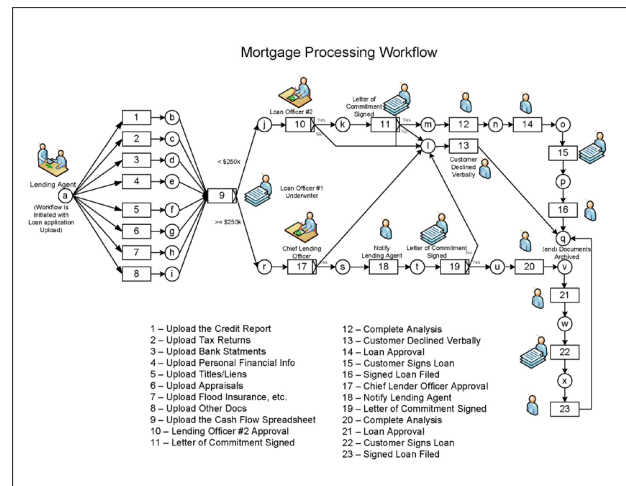 Mortgage Processing Workflow
Lending Agent
a
(Workflow is
Initiated with
Loan application
Upload)
1
b
2
c
3
d
4
e
5
f
6
g
7
h
8
i
9
< $250k
>= $250k
Loan Officer #1
Underwriter
Loan Officer #2
j
10
Yes
No
k
Letter of
Commitment
Signed
11
Yes
No
m
12
n
14
o
l
13
Customer
Declined
Verbally
15
p
16
q
(end) Documents
Archived
r
Chief Lending
Officer
17
No
Yes
s
Notify
Lending Agent
18
t
Letter of Commitment
Signed
19
No
Yes
u
20
v
21
w
22
x
23
1 – Upload the Credit Report
2 – Upload Tax Returns
3 – Upload Bank Statments
4 – Upload Personal Financial Info
5 – Upload Titles/Liens
6 – Upload Appraisals
7 – Upload Flood Insurance, etc.
8 – Upload Other Docs
9 – Upload the Cash Flow Spreadsheet
10 – Lending Officer #2 Approval
11 – Letter of Commitment Signed
12 – Complete Analysis
13 – Customer Declined Verbally
14 – Loan Approval
15 – Customer Signs Loan
16 – Signed Loan Filed
17 – Chief Lender Officer Approval
18 – Notify Lending Agent
19 – Letter of Commitment Signed
20 – Complete Analysis
21 – Loan Approval
22 – Customer Signs Loan
23 – Signed Loan Filed